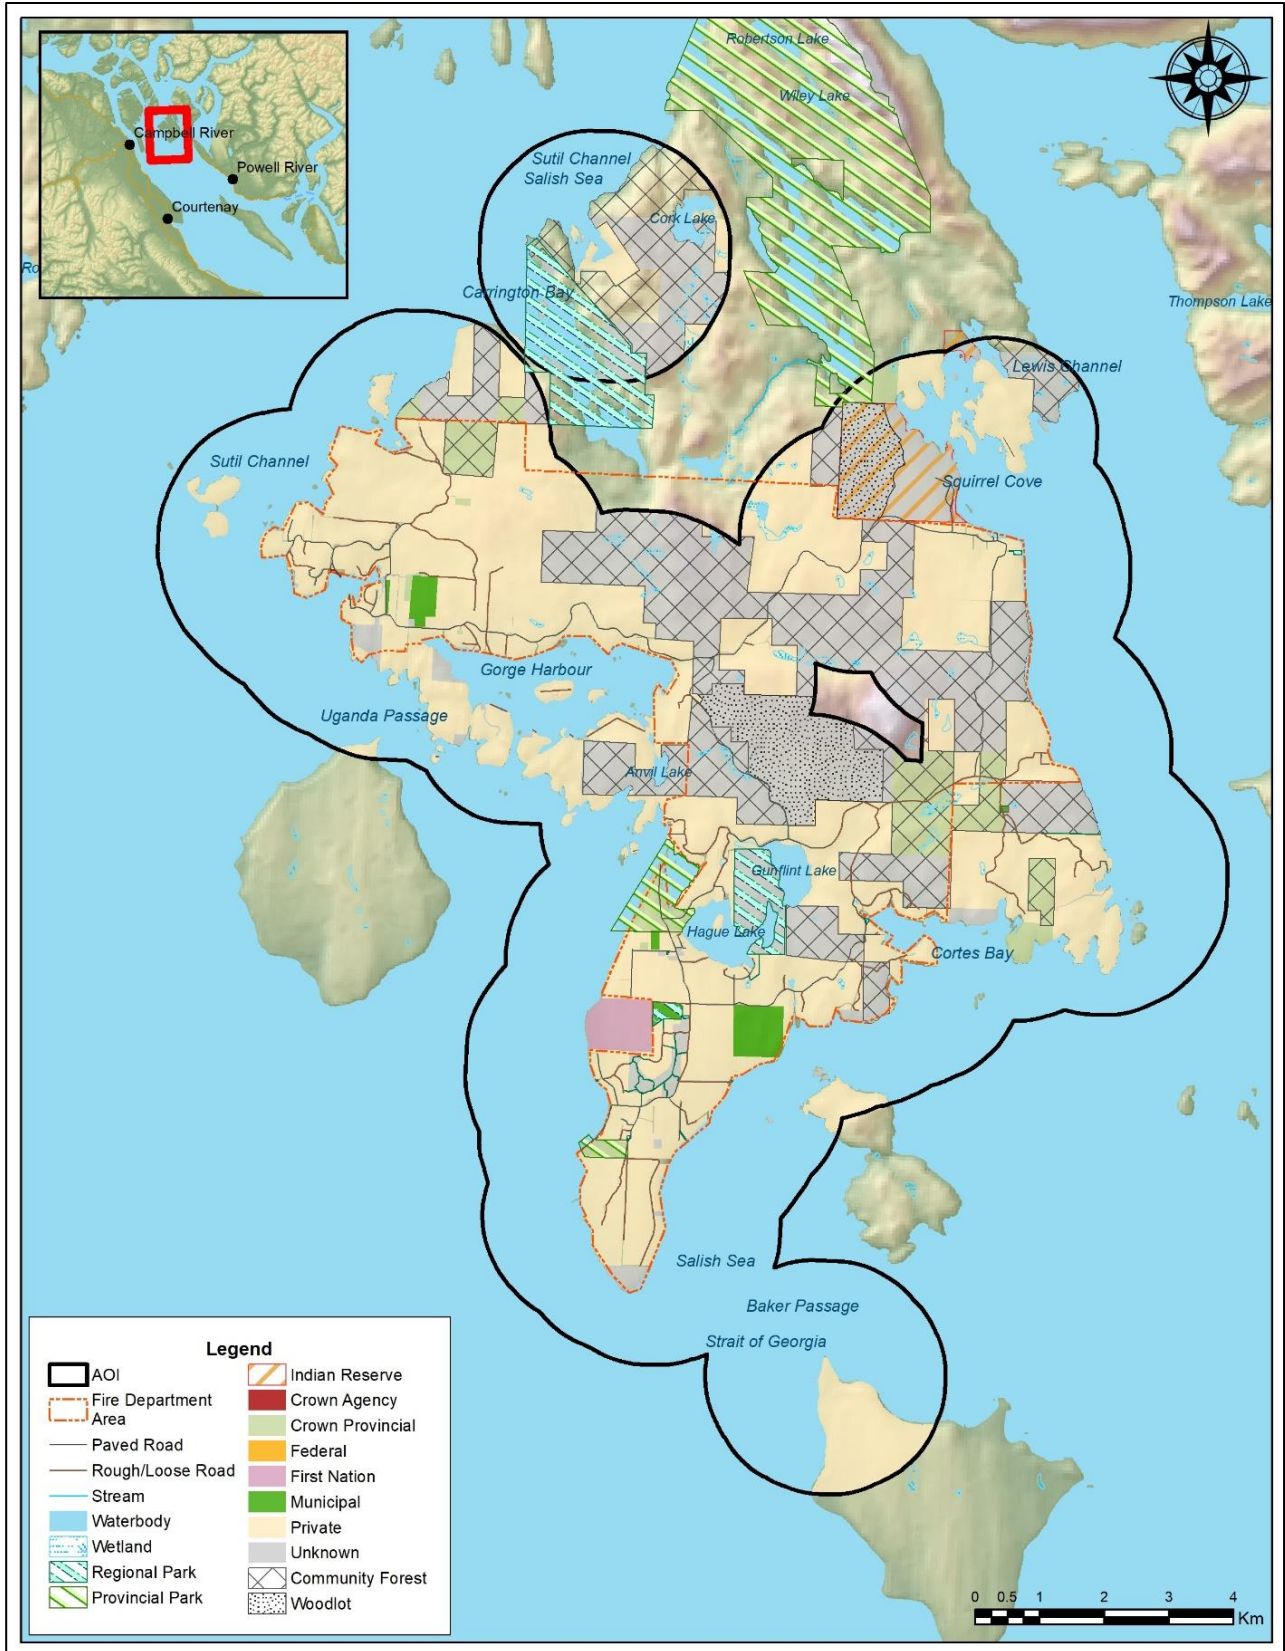 Robertson Lake
Wiley Lake
Campbell River
Powell River
Courtenay
Ro
Sutil Channel
Salish Sea
Cork Lake
Carrington Bay
Thompson Lake
Lewis Channel
Sutil Channel
Squirrel Cove
Gorge Harbour
Uganda Passage
Anvil Lake
Gunflint Lake
Hague Lake
Cortes Bay
Salish Sea
Baker Passage
Strait of Georgia
Legend
AOI
Fire Department
Area
Paved Road
Rough/Loose Road
Stream
Waterbody
Wetland
Regional Park
Provincial Park
Indian Reserve
Crown Agency
Crown Provincial
Federal
First Nation
Municipal
Private
Unknown
Community Forest
Woodlot
0 0.5 1 2 3 4
Km